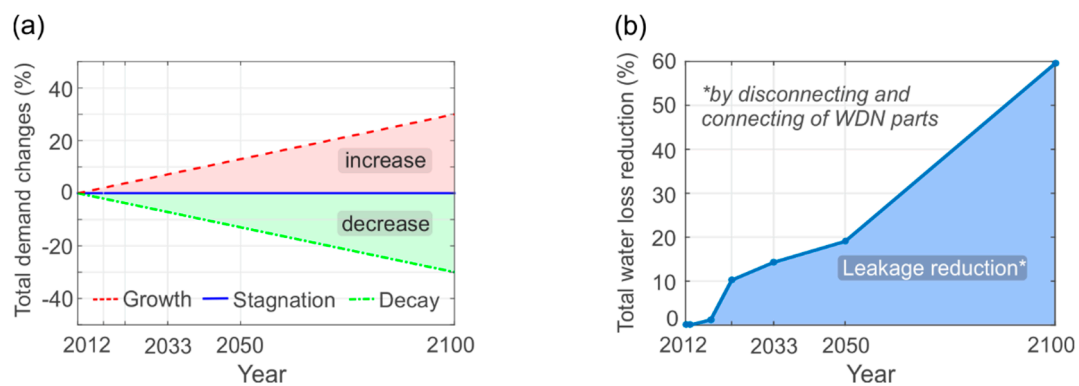 (a)
Total demand changes (%)
40
20
0
-20
-40
increase
decrease
Growth Stagnation Decay
2012 2033 2050 2100
Year
(b)
Total water loss reduction (%)
60
50
40
30
20
10
0
*by disconnecting and
connecting of WDN parts
Leakage reduction*
2012 2033 2050 2100
Year